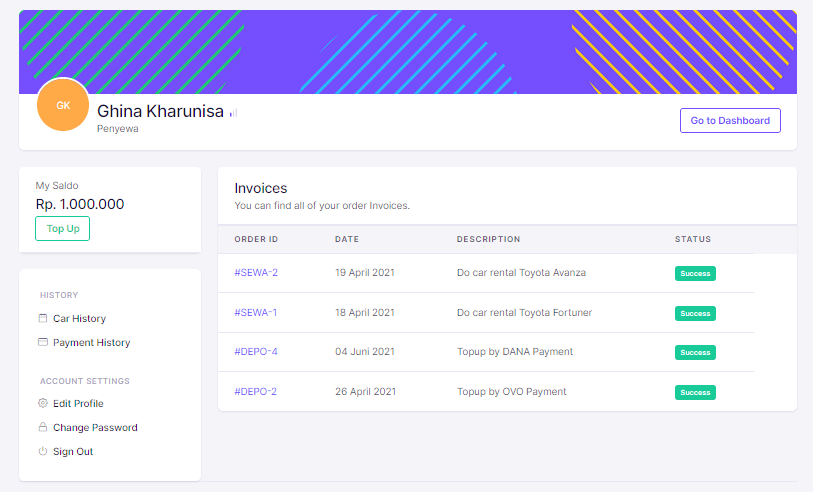 GK
Ghina Kharunisa
Penyewa
Go to Dashboard
My Saldo
Rp. 1.000.000
Top Up
HISTORY
Car History
Payment History
ACCOUNT SETTINGS
Edit Profile
Change Password
Sign Out
Invoices
You can find all of your order Invoices.
ORDER ID DATE DESCRIPTION STATUS
#SEWA-2 19 April 2021 Do car rental Toyota Avanza Success
#SEWA-1 18 April 2021 Do car rental Toyota Fortuner Success
#DEPO-4 04 Juni 2021 Topup by DANA Payment Success
#DEPO-2 26 April 2021 Topup by OVO Payment Success